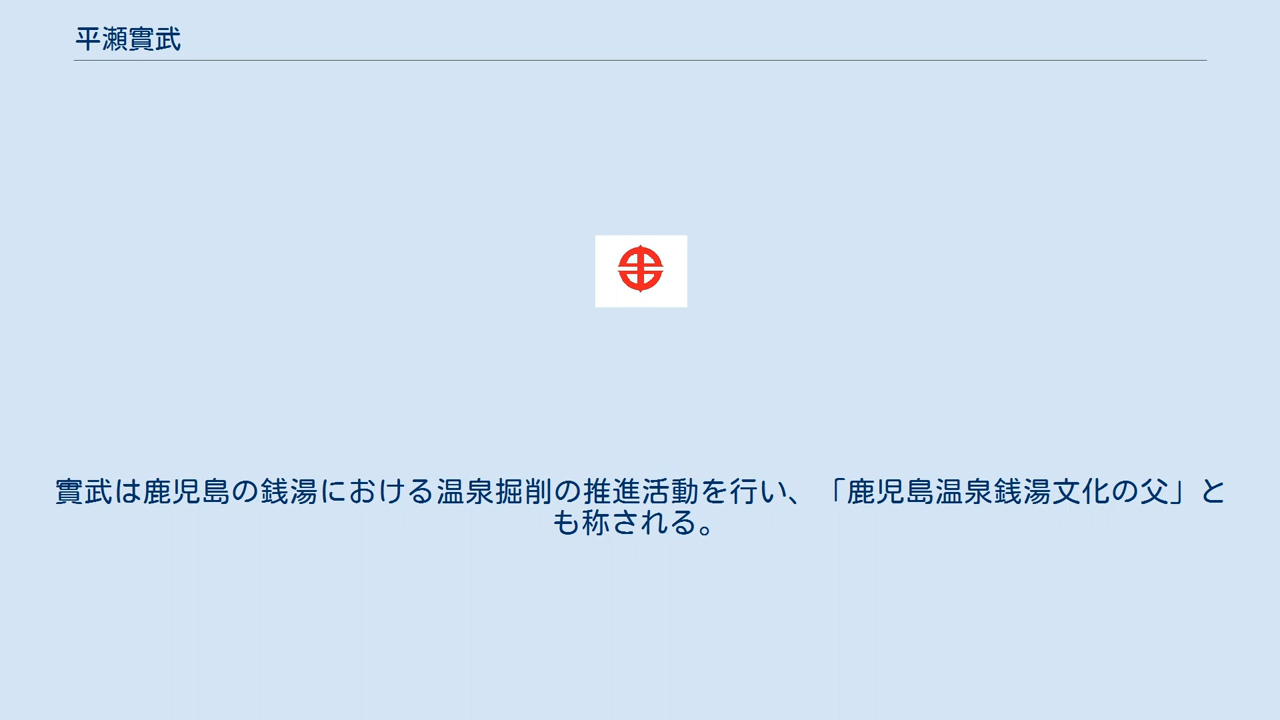 平瀬實武
實武は鹿児島の銭湯における温泉掘削の推進活動を行い、「鹿児島温泉銭湯文化の父」と
も称される。